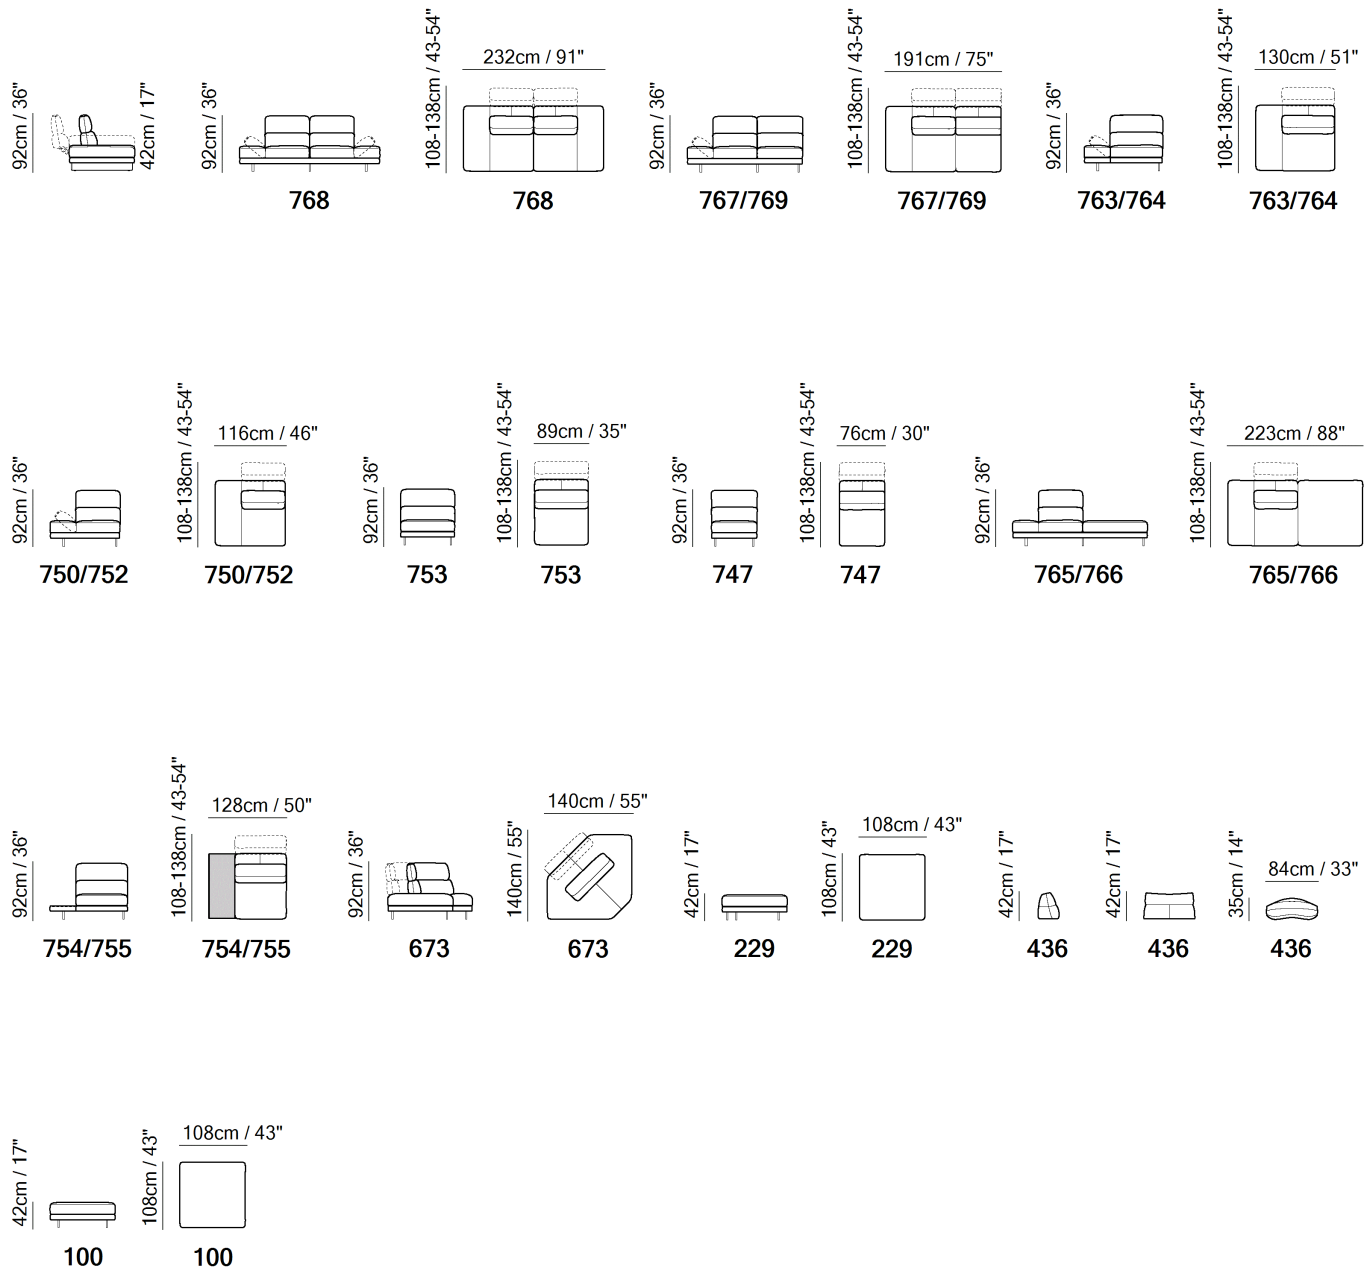 92cm / 36"
42cm / 17"
92cm / 36"
768
108-138cm / 43-54"
232cm / 91"
768
92cm / 36"
767/769
108-138cm / 43-54"
191cm / 75"
767/769
92cm / 36"
763/764
108-138cm / 43-54"
130cm / 51"
763/764
92cm / 36"
750/752
108-138cm / 43-54"
116cm / 46"
750/752
92cm / 36"
753
108-138cm / 43-54"
89cm / 35"
753
92cm / 36"
747
108-138cm / 43-54"
76cm / 30"
747
92cm / 36"
765/766
108-138cm / 43-54"
223cm / 88"
765/766
92cm / 36"
754/755
108-138cm / 43-54"
128cm / 50"
754/755
92cm / 36"
673
140cm / 55"
140cm / 55"
673
42cm / 17"
229
108cm / 43"
108cm / 43"
229
42cm / 17"
436
42cm / 17"
436
35cm / 14"
84cm / 33"
436
42cm / 17"
100
108cm / 43"
108cm / 43"
100